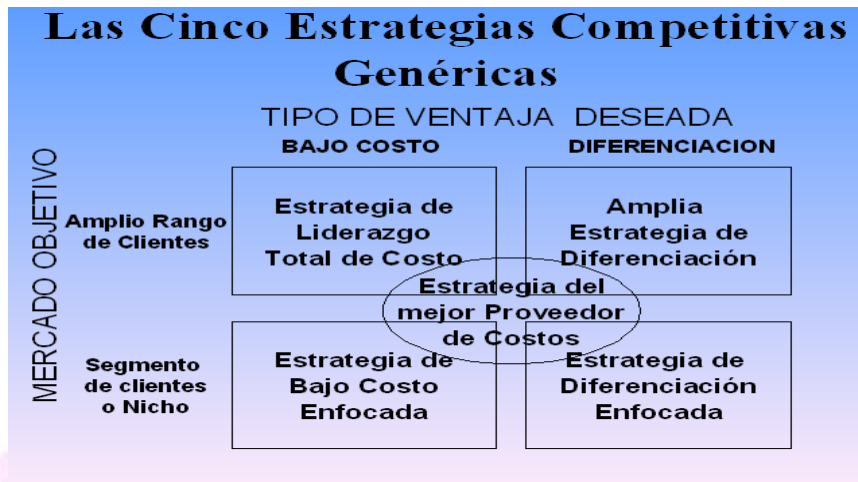 Las Cinco Estrategias Competitivas
Genéricas
TIPO DE VENTAJA DESEADA
BAJO COSTO
DIFERENCIACION
MERCADO OBJETIVO
Amplio Rango
de Clientes
Estrategia de
Liderazgo
Total de Costo
Amplia
Estrategia de
Diferenciación
Estrategia del
mejor Proveedor
de Costos
Segmento
de clientes
o Nicho
Estrategia de
Bajo Costo
Enfocada
Estrategia de
Diferenciación
Enfocada